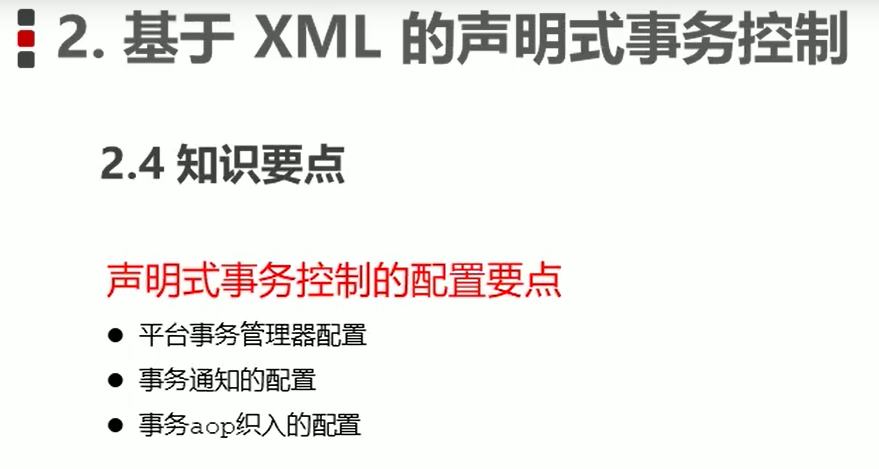 2. 基于 XML 的声明式事务控制
2.4 知识要点
声明式事务控制的配置要点
● 平台事务管理器配置
● 事务通知的配置
● 事务aop织入的配置